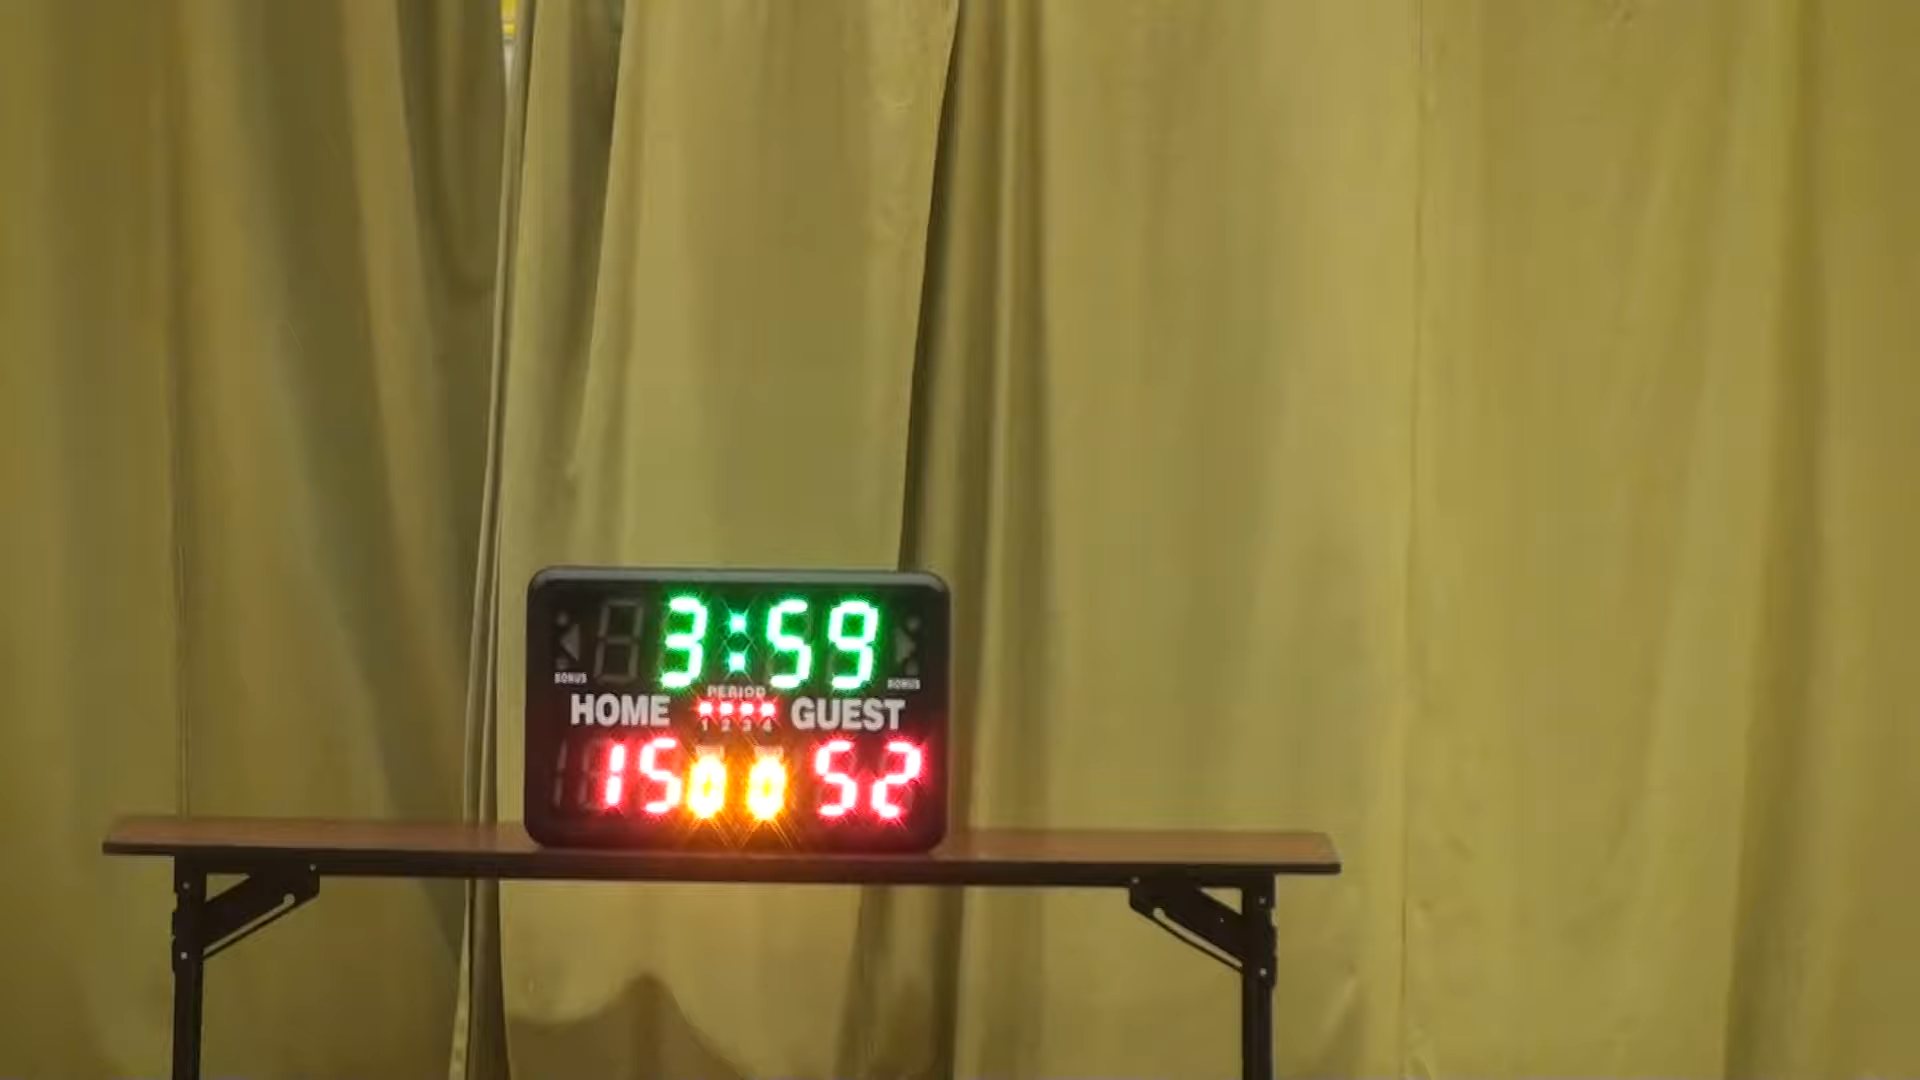 3:59
BONUS PERIOD BONUS
HOME 1 2 3 4 GUEST
15 0 0 52